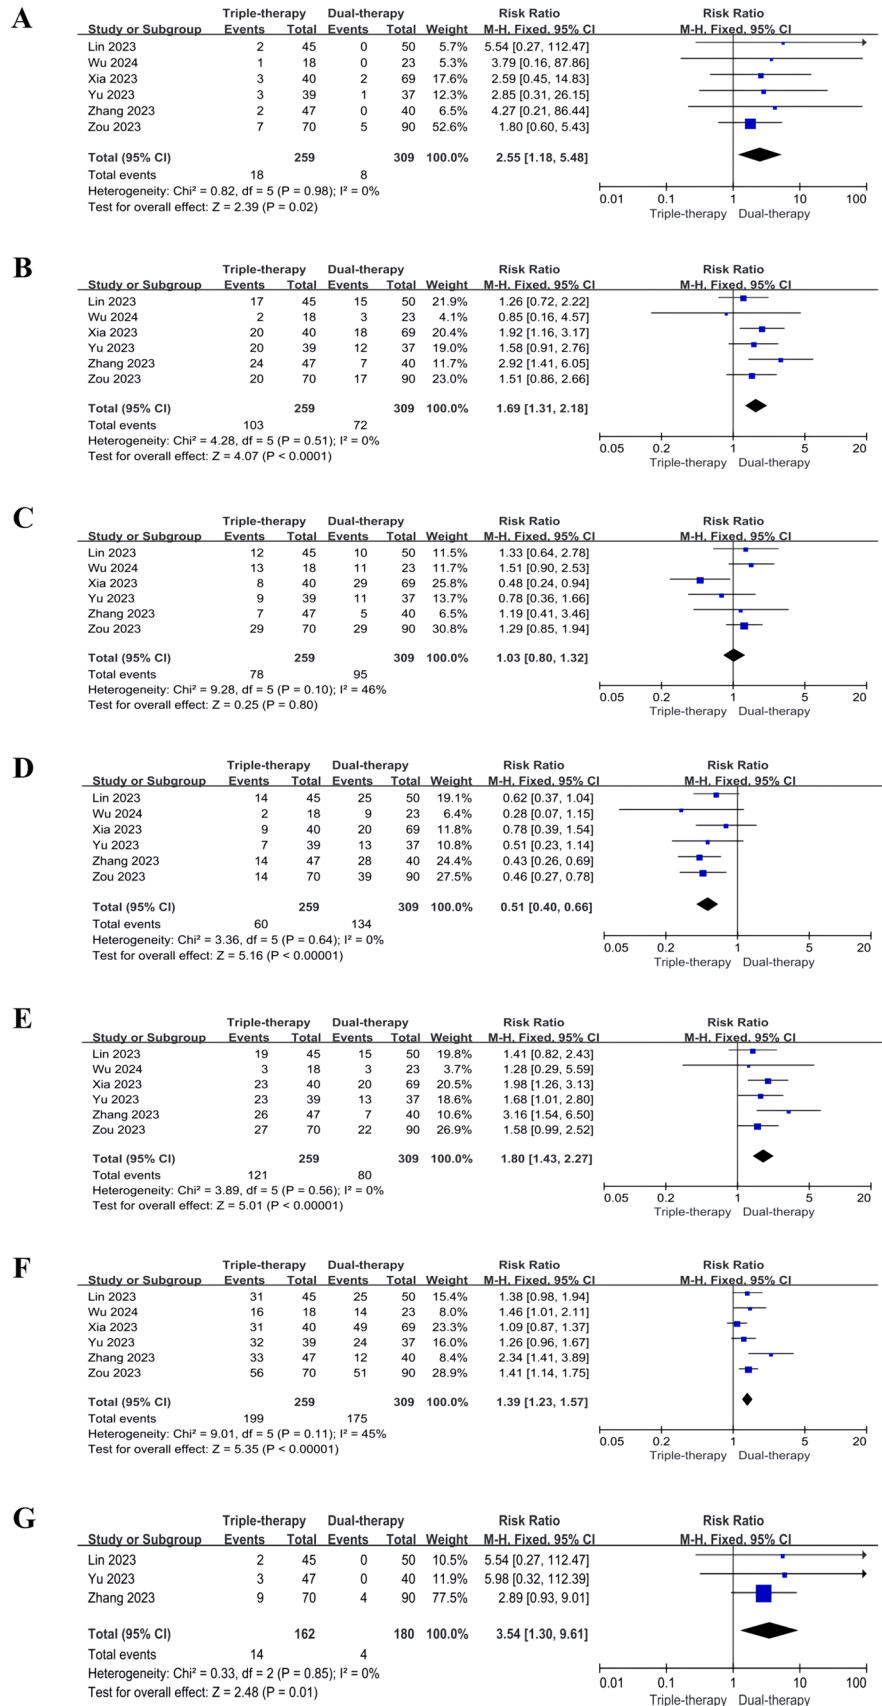 A
Triple-therapy Dual-therapy Risk Ratio Risk Ratio
Study or Subgroup Events Total Events Total Weight M-H, Fixed, 95% CI M-H, Fixed, 95% CI
Lin 2023 2 45 0 50 5.7% 5.54 [0.27, 112.47]
Wu 2024 1 18 0 23 5.3% 3.79 [0.16, 87.86]
Xia 2023 3 40 2 69 17.6% 2.59 [0.45, 14.83]
Yu 2023 3 39 1 37 12.3% 2.85 [0.31, 26.15]
Zhang 2023 2 47 0 40 6.5% 4.27 [0.21, 86.44]
Zou 2023 7 70 5 90 52.6% 1.80 [0.60, 5.43]
Total (95% CI) 259 309 100.0% 2.55 [1.18, 5.48]
Total events 18 8
Heterogeneity: Chi² = 0.82, df = 5 (P = 0.98); I² = 0%
Test for overall effect: Z = 2.39 (P = 0.02)
0.01 0.1 1 10 100
Triple-therapy Dual-therapy
B
Triple-therapy Dual-therapy Risk Ratio Risk Ratio
Study or Subgroup Events Total Events Total Weight M-H, Fixed, 95% CI M-H, Fixed, 95% CI
Lin 2023 17 45 15 50 21.9% 1.26 [0.72, 2.22]
Wu 2024 2 18 3 23 4.1% 0.85 [0.16, 4.57]
Xia 2023 20 40 18 69 20.4% 1.92 [1.16, 3.17]
Yu 2023 20 39 12 37 19.0% 1.58 [0.91, 2.76]
Zhang 2023 24 47 7 40 11.7% 2.92 [1.41, 6.05]
Zou 2023 20 70 17 90 23.0% 1.51 [0.86, 2.66]
Total (95% CI) 259 309 100.0% 1.69 [1.31, 2.18]
Total events 103 72
Heterogeneity: Chi² = 4.28, df = 5 (P = 0.51); I² = 0%
Test for overall effect: Z = 4.07 (P < 0.0001)
0.05 0.2 1 5 20
Triple-therapy Dual-therapy
C
Triple-therapy Dual-therapy Risk Ratio Risk Ratio
Study or Subgroup Events Total Events Total Weight M-H, Fixed, 95% CI M-H, Fixed, 95% CI
Lin 2023 12 45 10 50 11.5% 1.33 [0.64, 2.78]
Wu 2024 13 18 11 23 11.7% 1.51 [0.90, 2.53]
Xia 2023 8 40 29 69 25.8% 0.48 [0.24, 0.94]
Yu 2023 9 39 11 37 13.7% 0.78 [0.36, 1.66]
Zhang 2023 7 47 5 40 6.5% 1.19 [0.41, 3.46]
Zou 2023 29 70 29 90 30.8% 1.29 [0.85, 1.94]
Total (95% CI) 259 309 100.0% 1.03 [0.80, 1.32]
Total events 78 95
Heterogeneity: Chi² = 9.28, df = 5 (P = 0.10); I² = 46%
Test for overall effect: Z = 0.25 (P = 0.80)
0.05 0.2 1 5 20
Triple-therapy Dual-therapy
D
Triple-therapy Dual-therapy Risk Ratio Risk Ratio
Study or Subgroup Events Total Events Total Weight M-H, Fixed, 95% CI M-H, Fixed, 95% CI
Lin 2023 14 45 25 50 19.1% 0.62 [0.37, 1.04]
Wu 2024 2 18 9 23 6.4% 0.28 [0.07, 1.15]
Xia 2023 9 40 20 69 11.8% 0.78 [0.39, 1.54]
Yu 2023 7 39 13 37 10.8% 0.51 [0.23, 1.14]
Zhang 2023 14 47 28 40 24.4% 0.43 [0.26, 0.69]
Zou 2023 14 70 39 90 27.5% 0.46 [0.27, 0.78]
Total (95% CI) 259 309 100.0% 0.51 [0.40, 0.66]
Total events 60 134
Heterogeneity: Chi² = 3.36, df = 5 (P = 0.64); I² = 0%
Test for overall effect: Z = 5.16 (P < 0.00001)
0.05 0.2 1 5 20
Triple-therapy Dual-therapy
E
Triple-therapy Dual-therapy Risk Ratio Risk Ratio
Study or Subgroup Events Total Events Total Weight M-H, Fixed, 95% CI M-H, Fixed, 95% CI
Lin 2023 19 45 15 50 19.8% 1.41 [0.82, 2.43]
Wu 2024 3 18 3 23 3.7% 1.28 [0.29, 5.59]
Xia 2023 23 40 20 69 20.5% 1.98 [1.26, 3.13]
Yu 2023 23 39 13 37 18.6% 1.68 [1.01, 2.80]
Zhang 2023 26 47 7 40 10.6% 3.16 [1.54, 6.50]
Zou 2023 27 70 22 90 26.9% 1.58 [0.99, 2.52]
Total (95% CI) 259 309 100.0% 1.80 [1.43, 2.27]
Total events 121 80
Heterogeneity: Chi² = 3.89, df = 5 (P = 0.56); I² = 0%
Test for overall effect: Z = 5.01 (P < 0.00001)
0.05 0.2 1 5 20
Triple-therapy Dual-therapy
F
Triple-therapy Dual-therapy Risk Ratio Risk Ratio
Study or Subgroup Events Total Events Total Weight M-H, Fixed, 95% CI M-H, Fixed, 95% CI
Lin 2023 31 45 25 50 15.4% 1.38 [0.98, 1.94]
Wu 2024 16 18 14 23 8.0% 1.46 [1.01, 2.11]
Xia 2023 31 40 49 69 23.3% 1.09 [0.87, 1.37]
Yu 2023 32 39 24 37 16.0% 1.26 [0.96, 1.67]
Zhang 2023 33 47 12 40 8.4% 2.34 [1.41, 3.89]
Zou 2023 56 70 51 90 28.9% 1.41 [1.14, 1.75]
Total (95% CI) 259 309 100.0% 1.39 [1.23, 1.57]
Total events 199 175
Heterogeneity: Chi² = 9.01, df = 5 (P = 0.11); I² = 45%
Test for overall effect: Z = 5.35 (P < 0.00001)
0.05 0.2 1 5 20
Triple-therapy Dual-therapy
G
Triple-therapy Dual-therapy Risk Ratio Risk Ratio
Study or Subgroup Events Total Events Total Weight M-H, Fixed, 95% CI M-H, Fixed, 95% CI
Lin 2023 2 45 0 50 10.5% 5.54 [0.27, 112.47]
Yu 2023 3 47 0 40 11.9% 5.98 [0.32, 112.39]
Zhang 2023 9 70 4 90 77.5% 2.89 [0.93, 9.01]
Total (95% CI) 162 180 100.0% 3.54 [1.30, 9.61]
Total events 14 4
Heterogeneity: Chi² = 0.33, df = 2 (P = 0.85); I² = 0%
Test for overall effect: Z = 2.48 (P = 0.01)
0.01 0.1 1 10 100
Triple-therapy Dual-therapy